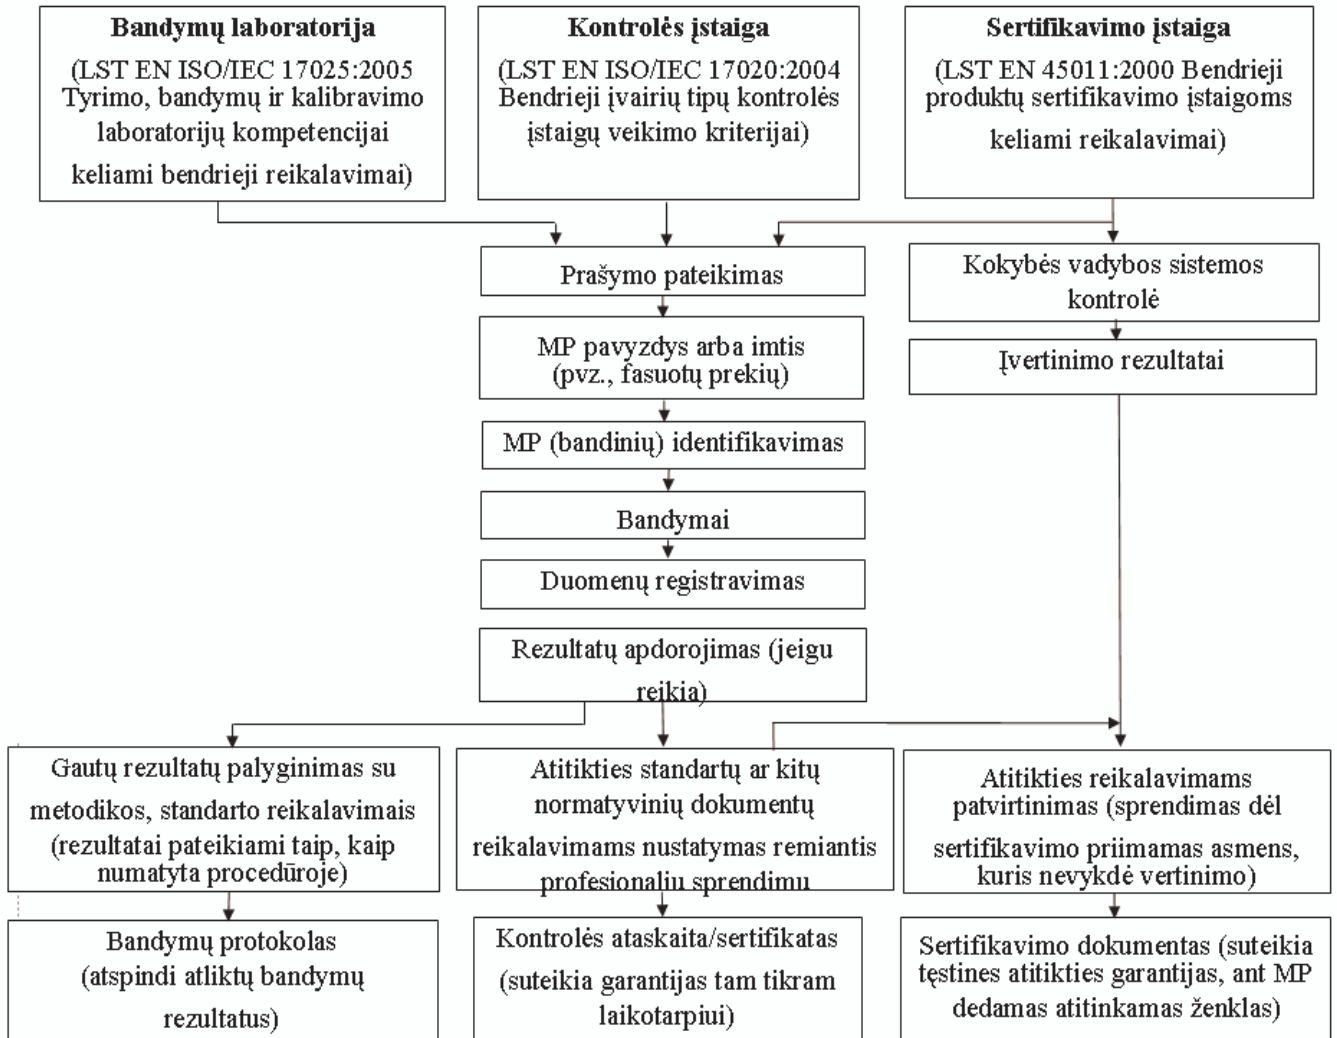 Bandymų laboratorija
(LST EN ISO/IEC 17025:2005
Tyrimo, bandymų ir kalibravimo
laboratorijų kompetencijai
keliami bendrieji reikalavimai)
Kontrolės įstaiga
(LST EN ISO/IEC 17020:2004
Bendrieji įvairių tipų kontrolės
įstaigų veikimo kriterijai)
Sertifikavimo įstaiga
(LST EN 45011:2000 Bendrieji
produktų sertifikavimo įstaigoms
keliami reikalavimai)
Prašymo pateikimas
Kokybės vadybos sistemos
kontrolė
MP pavyzdys arba imtis
(pvz., fasuotų prekių)
Įvertinimo rezultatai
MP (bandinių) identifikavimas
Bandymai
Duomenų registravimas
Rezultatų apdorojimas (jeigu
reikia)
Gautų rezultatų palyginimas su
metodikos, standarto reikalavimais
(rezultatai pateikiami taip, kaip
numatyta procedūroje)
Atitikties standartų ar kitų
normatyvinių dokumentų
reikalavimams nustatymas remiantis
profesionaliu sprendimu
Atitikties reikalavimams
patvirtinimas (sprendimas dėl
sertifikavimo priimamas asmens,
kuris nevykdė vertinimo)
Bandymų protokolas
(atspindi atliktų bandymų
rezultatus)
Kontrolės ataskaita/sertifikatas
(suteikia garantijas tam tikram
laikotarpiui)
Sertifikavimo dokumentas (suteikia
tęstines atitikties garantijas, ant MP
dedamas atitinkamas ženklas)